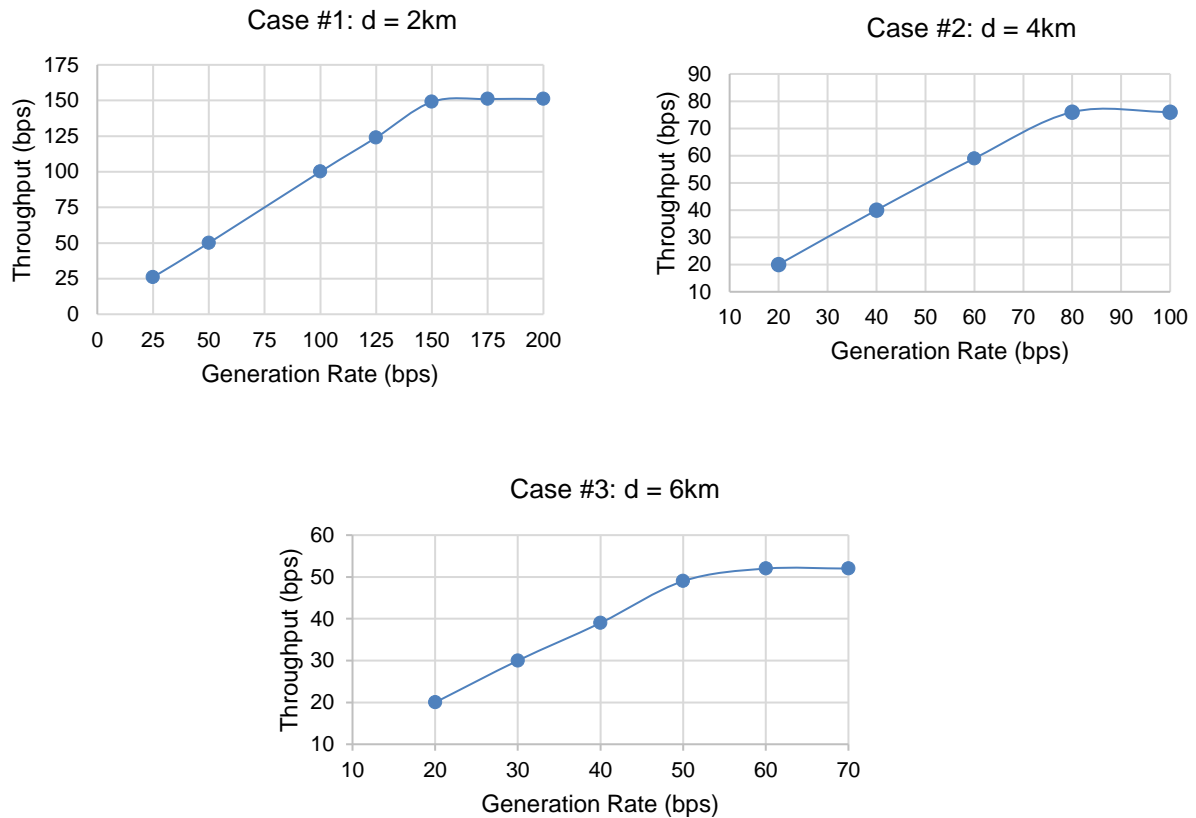 Case #1: d = 2km
Throughput (bps)
175
150
125
100
75
50
25
0
0 25 50 75 100 125 150 175 200
Generation Rate (bps)
Case #2: d = 4km
Throughput (bps)
90
80
70
60
50
40
30
20
10
10 20 30 40 50 60 70 80 90 100
Generation Rate (bps)
Case #3: d = 6km
Throughput (bps)
60
50
40
30
20
10
10 20 30 40 50 60 70
Generation Rate (bps)